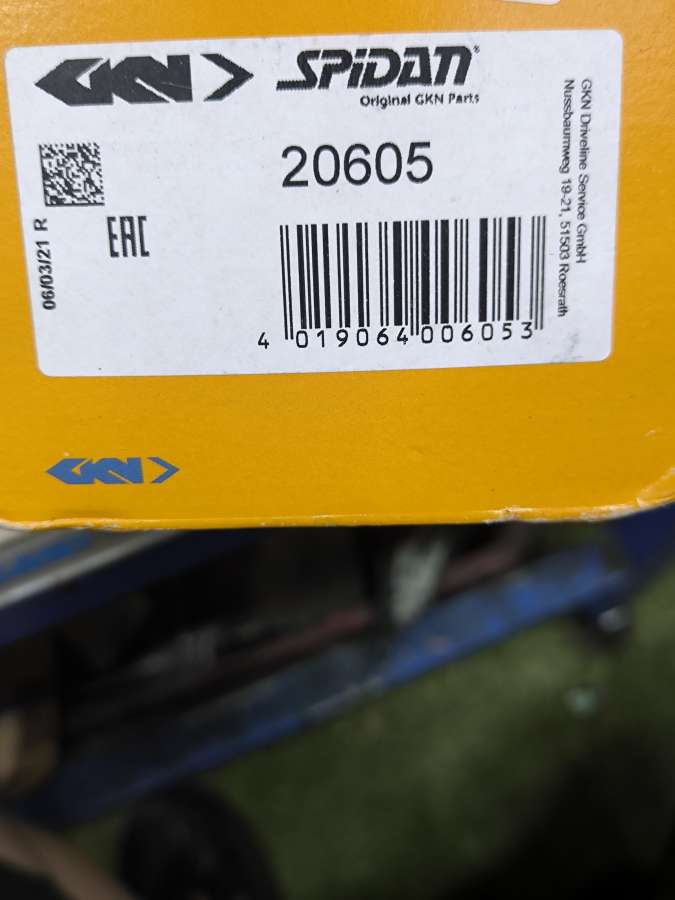 GKN SPiDAN®
Original GKN Parts
20605
EAC
06/03/21 R
4 019064 006053
GKN Driveline Service GmbH
Nussbaumweg 19-21, 51503 Roesrath
GKN